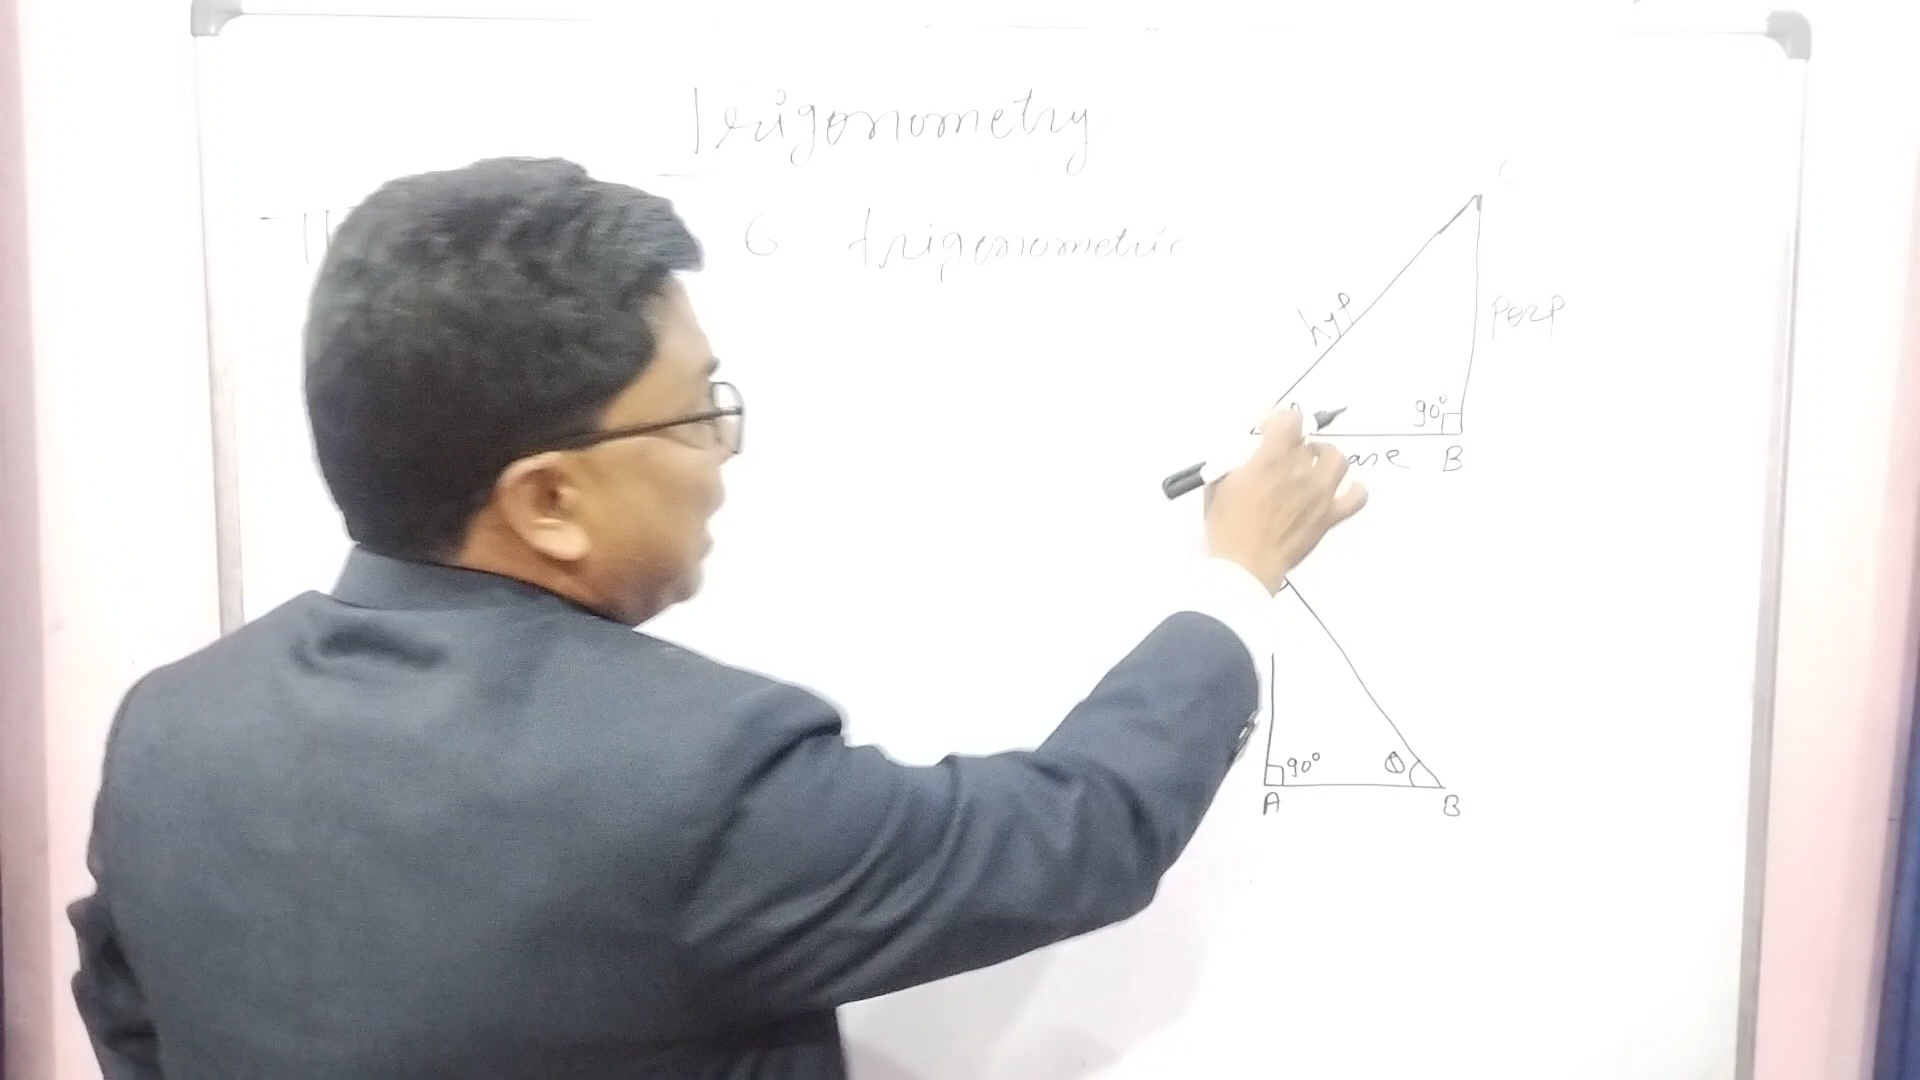 Trigonometry
6 trigonometric
hyp
Perp
90°
B
90°
θ
A B